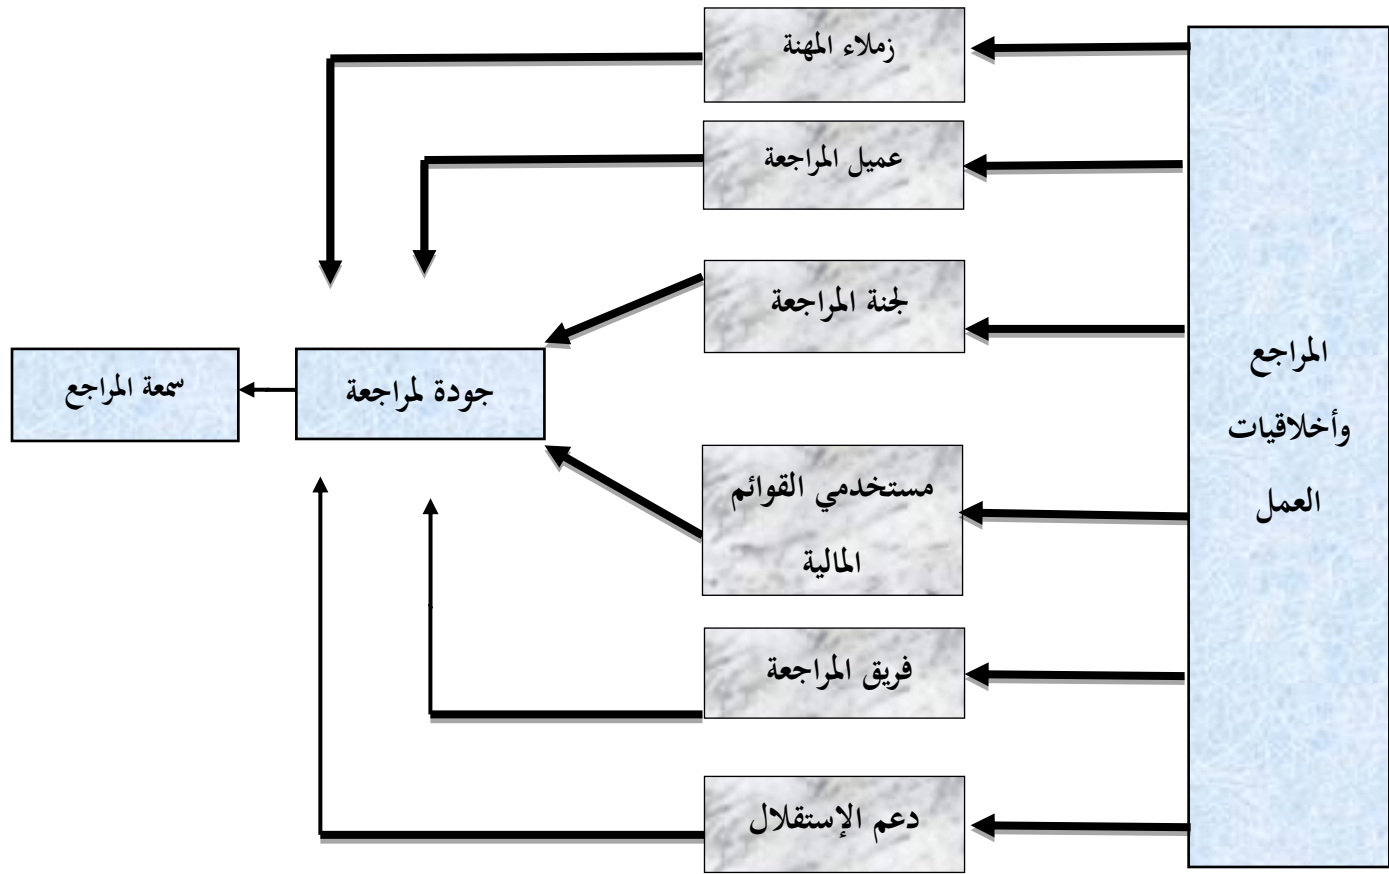 المراجع
وأخلاقيات
العمل
زملاء المهنة
عميل المراجعة
لجنة المراجعة
مستخدمي القوائم
المالية
فريق المراجعة
دعم الإستقلال
جودة لمراجعة
سمعة المراجع